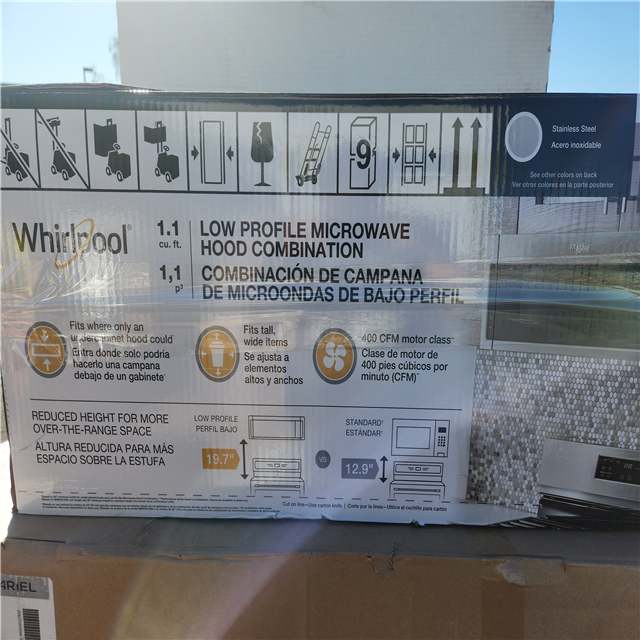 Stainless Steel
Acero inoxidable
See other colors on back
Ver otros colores en la parte posterior
9
Whirlpool®
1.1
cu. ft.
LOW PROFILE MICROWAVE
HOOD COMBINATION
1,1
p³
COMBINACIÓN DE CAMPANA
DE MICROONDAS DE BAJO PERFIL
Fits where only an
undercabinet hood could
Entra donde solo podría
hacerlo una campana
debajo de un gabinete
Fits tall,
wide items
Se ajusta a
elementos
altos y anchos
400 CFM motor class
Clase de motor de
400 pies cúbicos por
minuto (CFM)
REDUCED HEIGHT FOR MORE
OVER-THE-RANGE SPACE
ALTURA REDUCIDA PARA MÁS
ESPACIO SOBRE LA ESTUFA
LOW PROFILE
PERFIL BAJO
19.7"
VS
STANDARD†
ESTÁNDAR†
12.9"
Cut on line—Use carton knife | Corte por la línea—Utilice el cuchillo para cartón
ARIEL